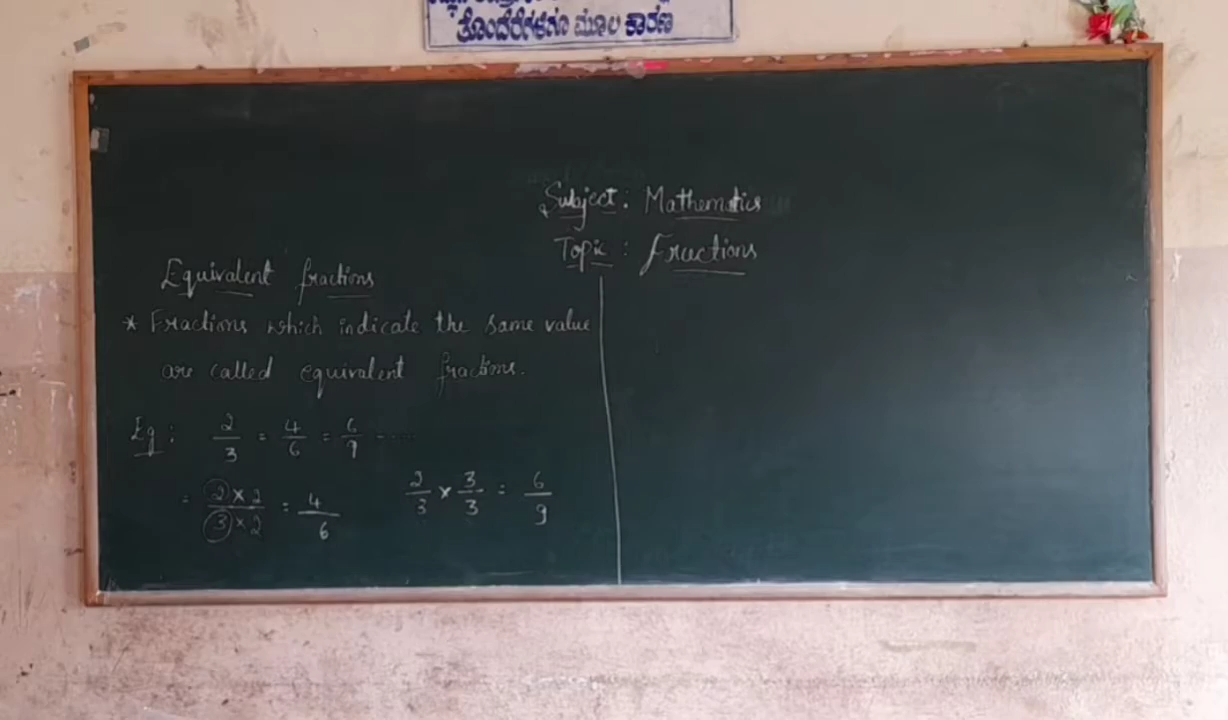 ತೊಂದರೆಗಳಿಗೂ ಮೂಲ ಕಾರಣ
Subject: Mathematics
Topic: Fractions
Equivalent fractions
* Fractions which indicate the same value
are called equivalent fractions.
Eg: 2/3 = 4/6 = 6/9 .....
= 2×2/3×2 = 4/6
2/3 × 3/3 = 6/9